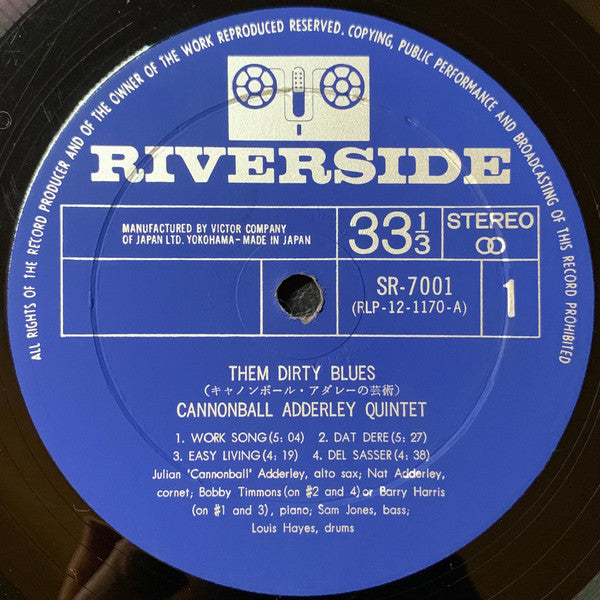 ALL RIGHTS OF THE RECORD PRODUCER AND OF THE OWNER OF THE WORK REPRODUCED RESERVED. COPYING, PUBLIC PERFORMANCE AND BROADCASTING OF THIS RECORD PROHIBITED
RIVERSIDE
MANUFACTURED BY VICTOR COMPANY
OF JAPAN LTD. YOKOHAMA-MADE IN JAPAN
33 1/3
STEREO
SR-7001
(RLP-12-1170-A)
1
THEM DIRTY BLUES
(キャノンボール・アダレーの芸術)
CANNONBALL ADDERLEY QUINTET
1. WORK SONG(5: 04) 2. DAT DERE(5: 27)
3. EASY LIVING(4: 19) 4. DEL SASSER(4: 38)
Julian "Cannonball" Adderley, alto sax; Nat Adderley,
cornet; Bobby Timmons(on #2 and 4)or Barry Harris
(on #1 and 3), piano; Sam Jones, bass;
Louis Hayes, drums